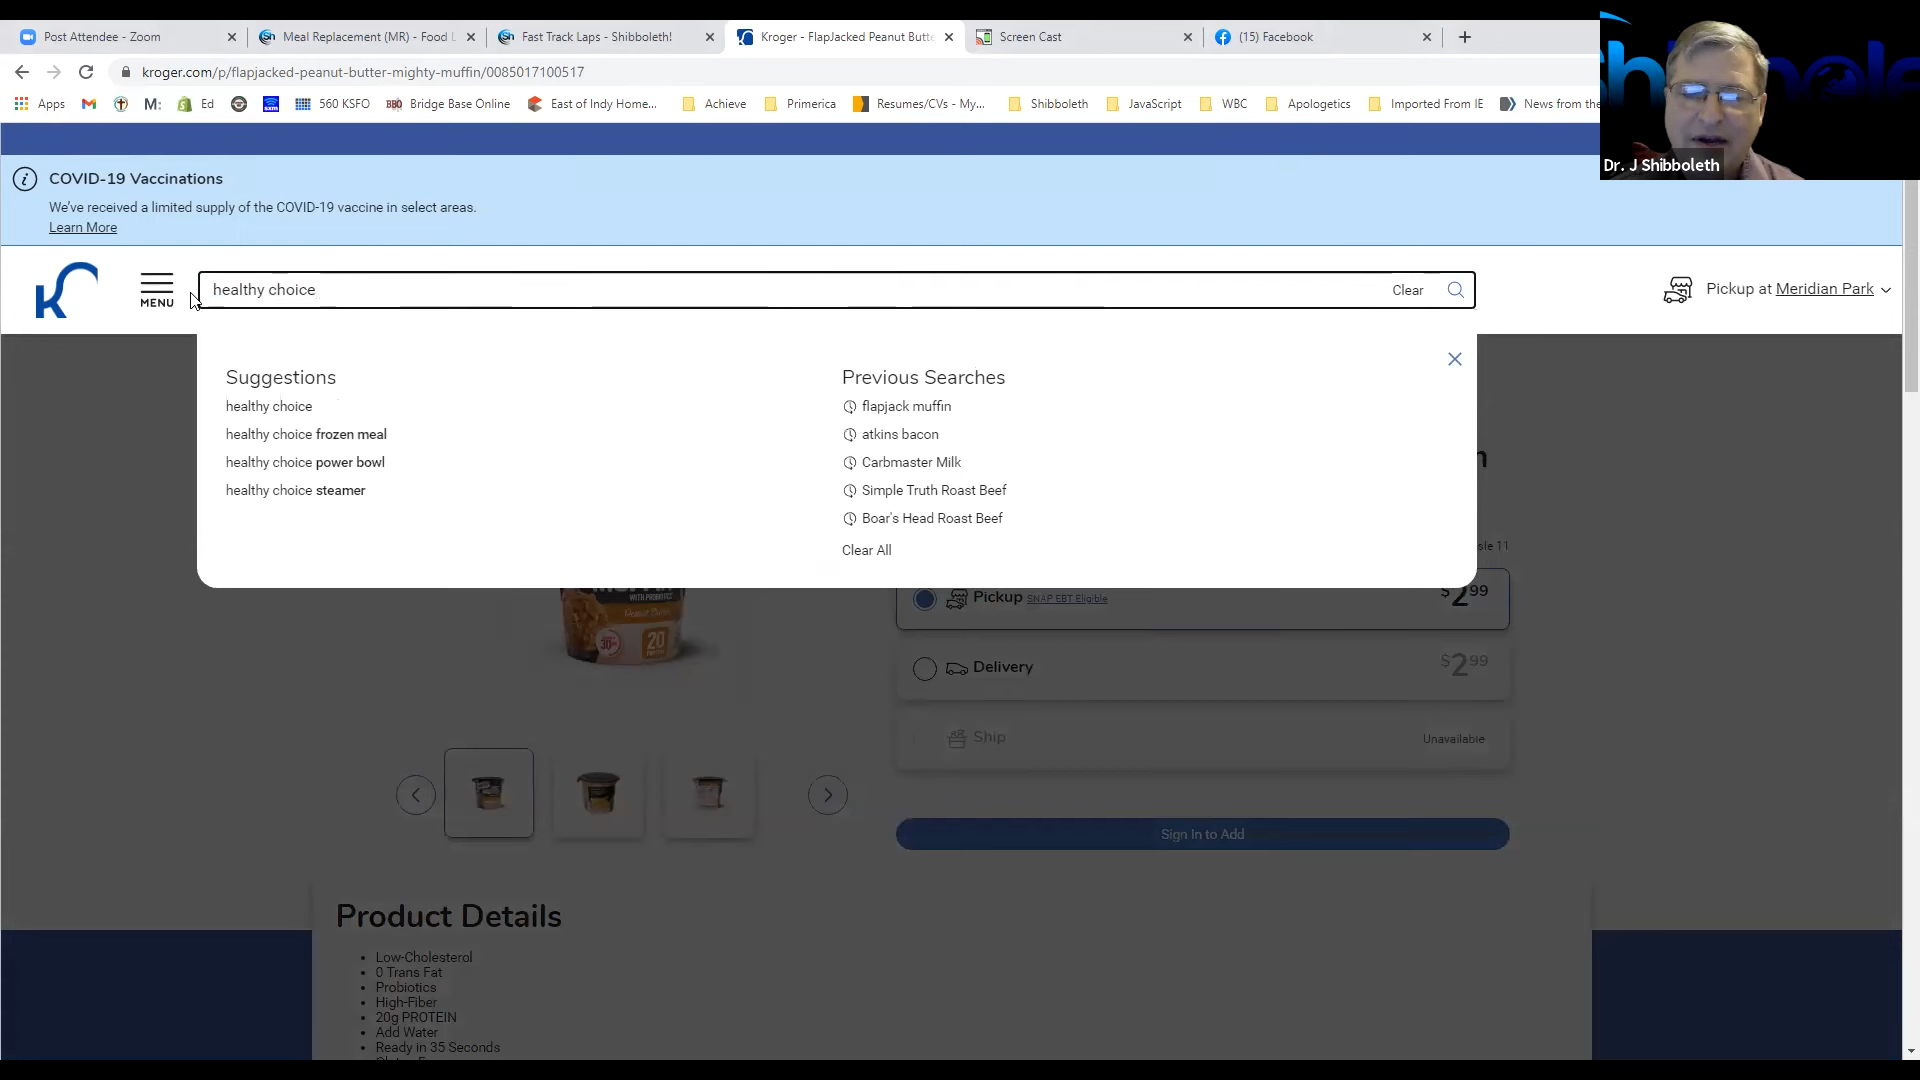 Post Attendee - Zoom
Meal Replacement (MR) - Food L
Fast Track Laps - Shibboleth!
Kroger - FlapJacked Peanut Butte
Screen Cast
(15) Facebook
kroger.com/p/flapjacked-peanut-butter-mighty-muffin/0085017100517
Apps
Ed
560 KSFO
Bridge Base Online
East of Indy Home...
Achieve
Primerica
Resumes/CVs - My...
Shibboleth
JavaScript
WBC
Apologetics
Imported From IE
News from the
Dr. J Shibboleth
COVID-19 Vaccinations
We've received a limited supply of the COVID-19 vaccine in select areas.
Learn More
MENU
healthy choice
Clear
Pickup at Meridian Park
Suggestions
healthy choice
healthy choice frozen meal
healthy choice power bowl
healthy choice steamer
Previous Searches
flapjack muffin
atkins bacon
Carbmaster Milk
Simple Truth Roast Beef
Boar's Head Roast Beef
Clear All
WITH PROBIOTICS
Peanut Butter
20
Pickup SNAP EBT Eligible
$2 99
Delivery
$2 99
Ship
Unavailable
Sign In to Add
Product Details
• Low-Cholesterol
• 0 Trans Fat
• Probiotics
• High-Fiber
• 20g PROTEIN
• Add Water
• Ready in 35 Seconds